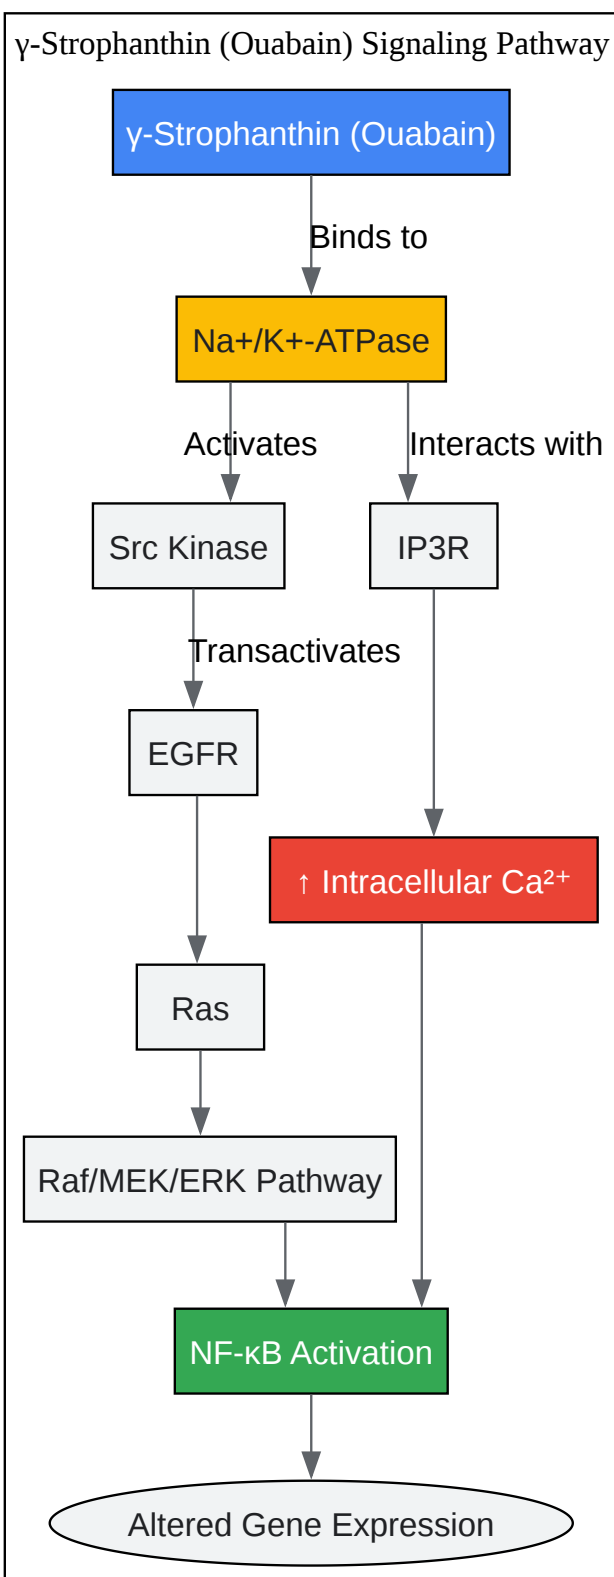 γ-Strophanthin (Ouabain) Signaling Pathway
γ-Strophanthin (Ouabain)
Binds to
Na+/K+-ATPase
Activates
Interacts with
Src Kinase
IP3R
Transactivates
EGFR
↑ Intracellular Ca²⁺
Ras
Raf/MEK/ERK Pathway
NF-κB Activation
Altered Gene Expression